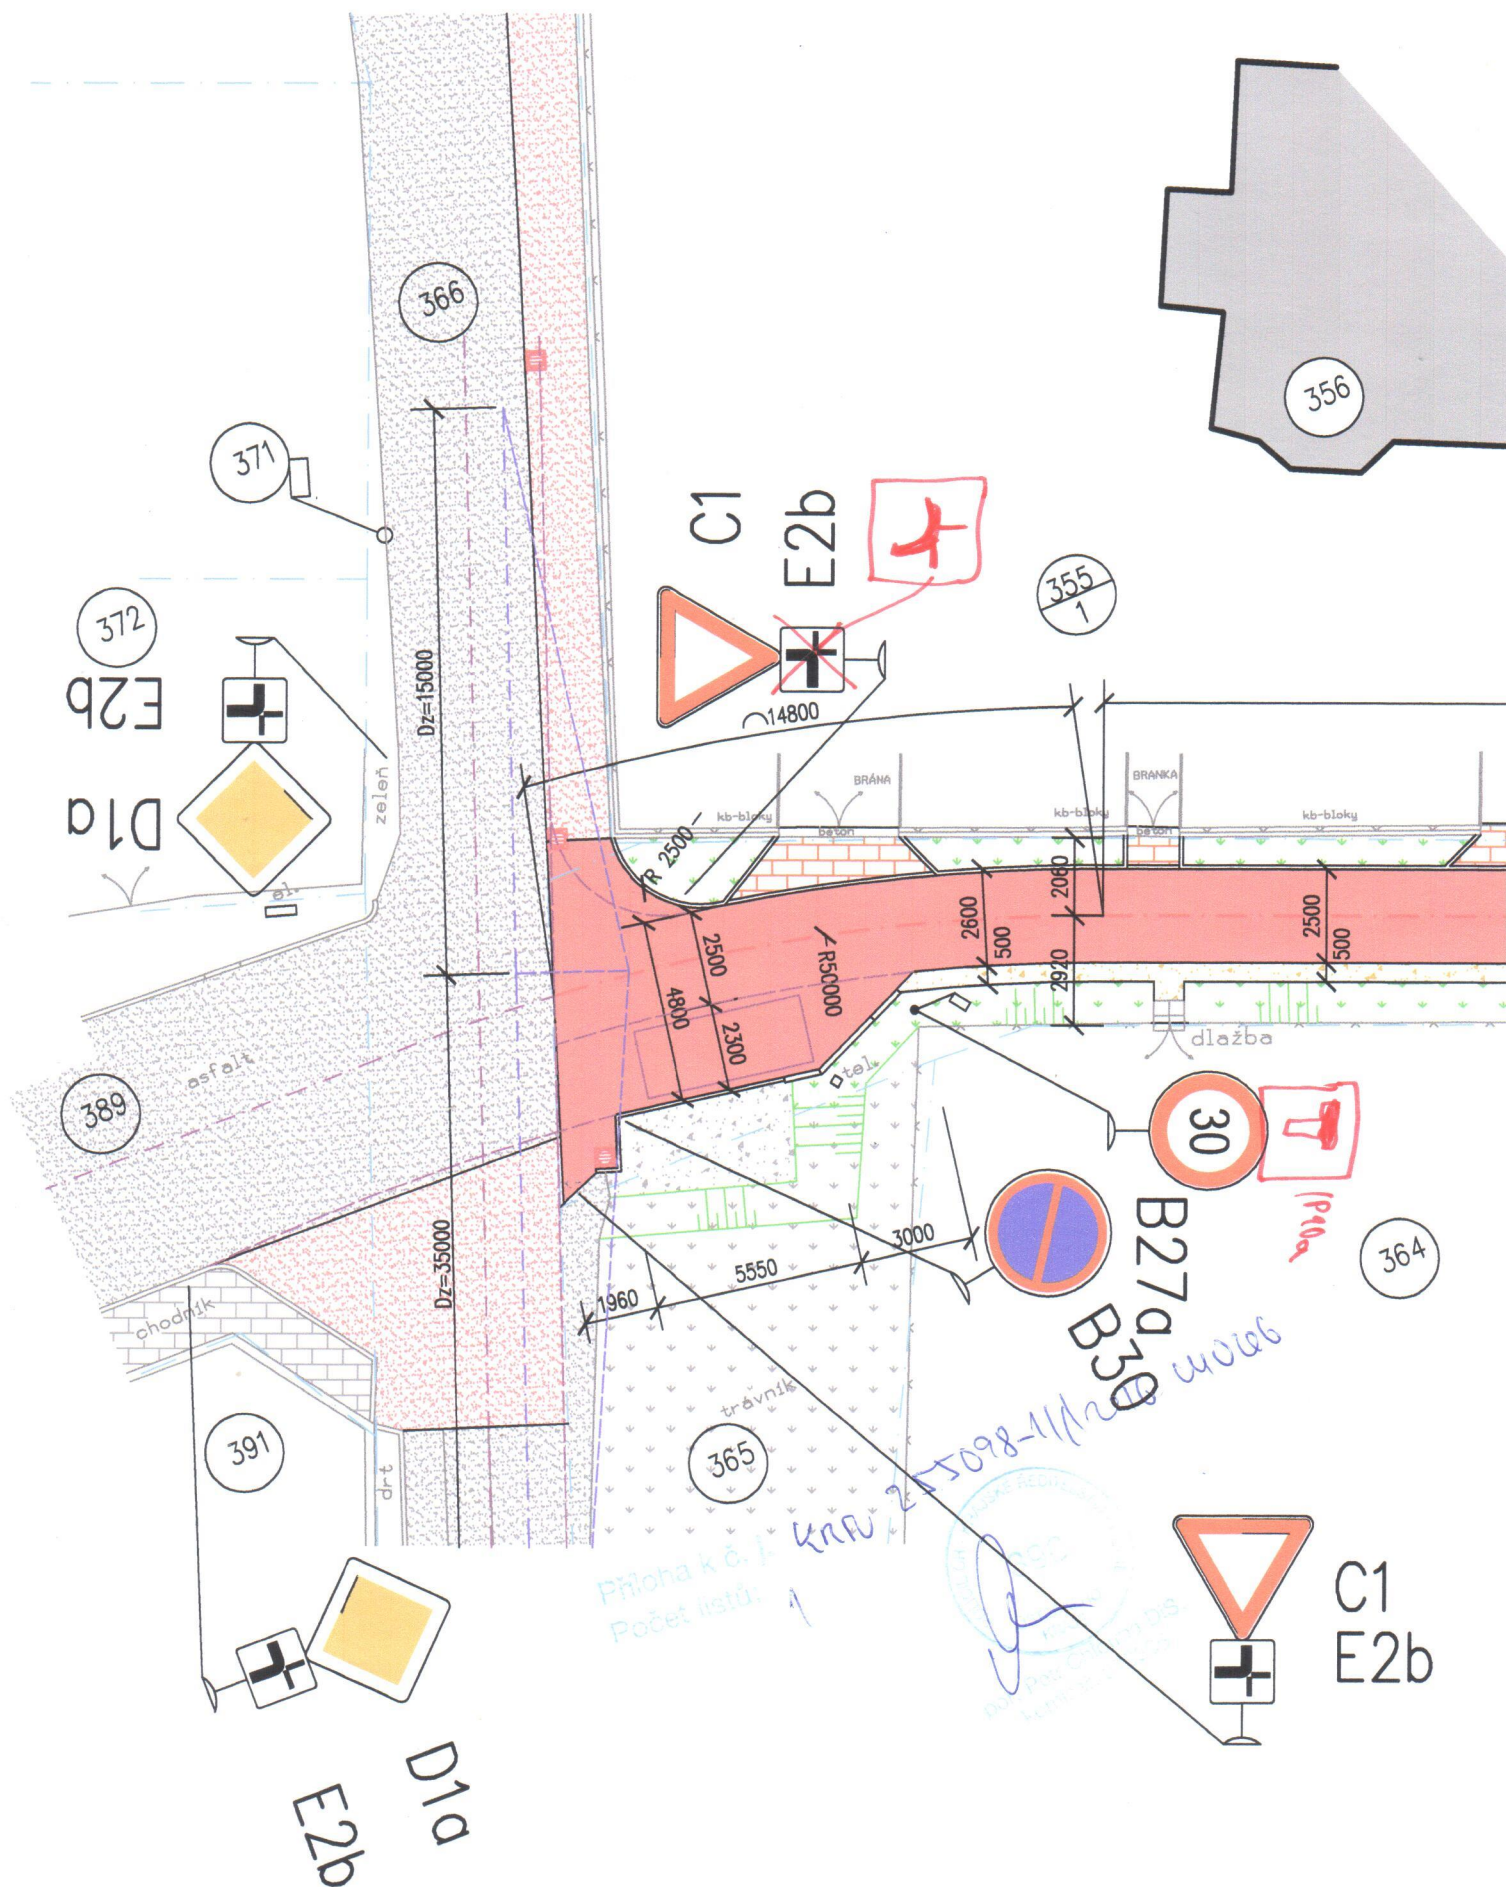 366
356
371
C1
E2b
355
1
372
E2b
Dz=15000
14800
D1a
zeleň
BRÁNA
BRANKA
kb-bloky
kb-bloky
kb-bloky
beton
beton
R 2500
el.
2060
2600
500
2500
500
2920
2500
4800
2300
R50000
tel.
dlažba
asfalt
389
30
B27a
B30
364
3000
5550
1960
Dz=35000
chodník
trávník
365
391
drt
Příloha k č. j.
Počet listů: 1
C1
E2b
D1a
E2b